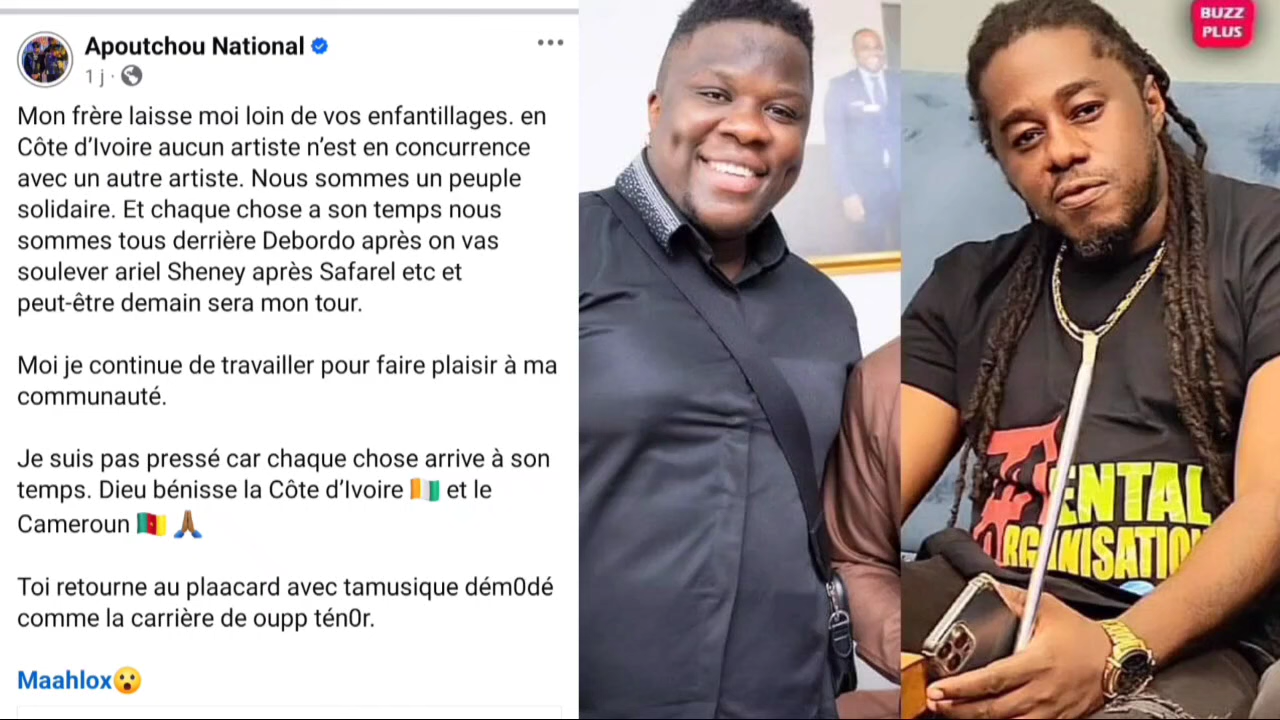 Apoutchou National
1 j ·
Mon frère laisse moi loin de vos enfantillages. en
Côte d’Ivoire aucun artiste n’est en concurrence
avec un autre artiste. Nous sommes un peuple
solidaire. Et chaque chose a son temps nous
sommes tous derrière Debordo après on vas
soulever ariel Sheney après Safarel etc et
peut-être demain sera mon tour.
Moi je continue de travailler pour faire plaisir à ma
communauté.
Je suis pas pressé car chaque chose arrive à son
temps. Dieu bénisse la Côte d’Ivoire 🇨🇮 et le
Cameroun 🇨🇲 🙏🏾
Toi retourne au plaacard avec tamusique dém0dé
comme la carrière de oupp tén0r.
Maahlox😮
BUZZ
PLUS
ENTAL
RGANISATIO